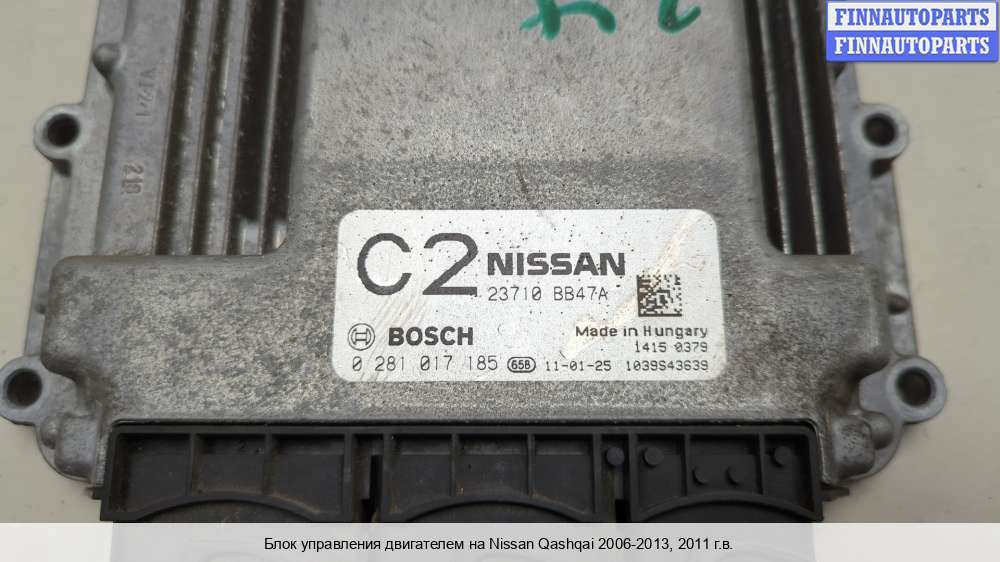 FINNAUTOPARTS
FINNAUTOPARTS
210
C2 NISSAN
23710 BB47A
BOSCH
Made in Hungary
1415 0379
0 281 017 185 658 11-01-25 1039S43639
Блок управления двигателем на Nissan Qashqai 2006-2013, 2011 г.в.